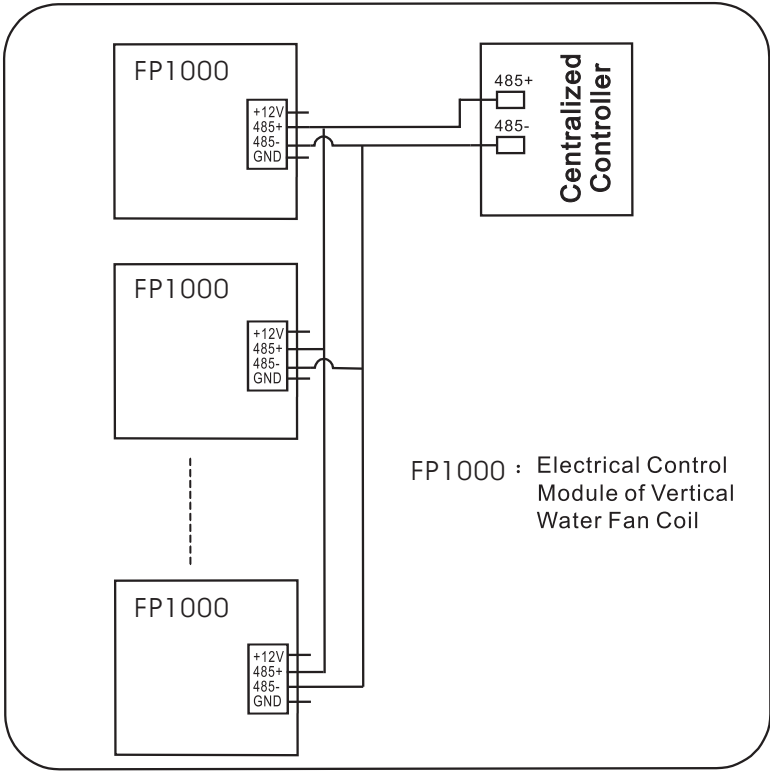 FP1000
+12V
485+
485-
GND
485+
485-
Centralized
Controller
FP1000
+12V
485+
485-
GND
FP1000 : Electrical Control
Module of Vertical
Water Fan Coil
FP1000
+12V
485+
485-
GND